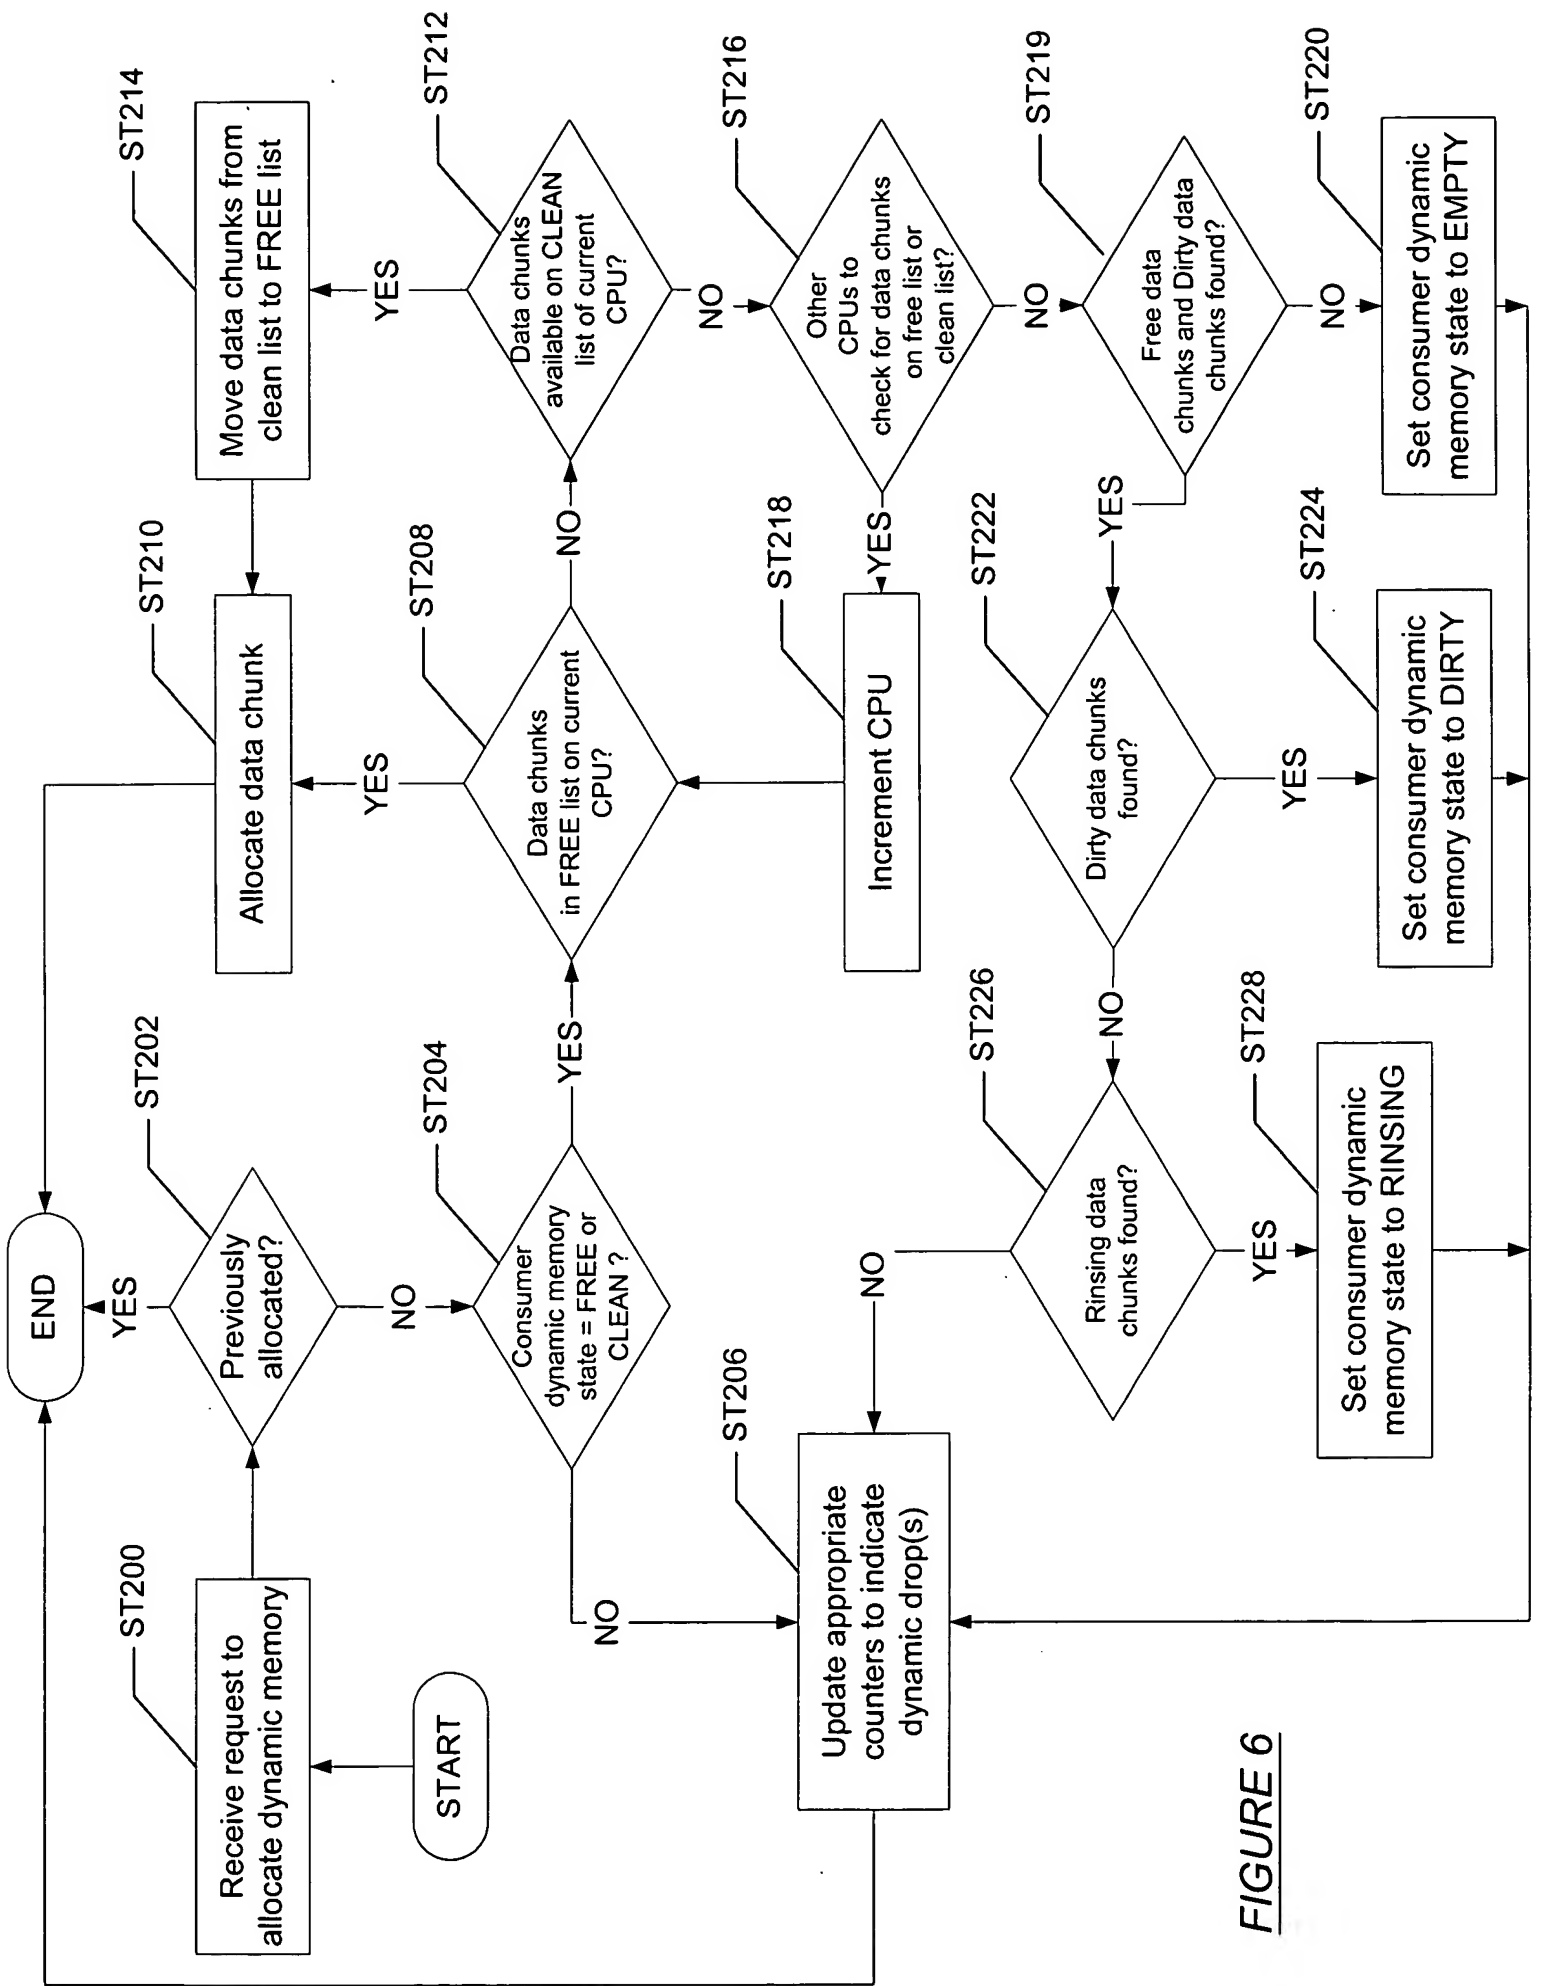 START
ST200
Receive request to
allocate dynamic memory
ST202
Previously
allocated?
YES
END
NO
ST204
Consumer
dynamic memory
state = FREE or
CLEAN ?
NO
YES
ST206
Update appropriate
counters to indicate
dynamic drop(s)
ST208
Data chunks
in FREE list on current
CPU?
YES
ST210
Allocate data chunk
NO
ST212
Data chunks
available on CLEAN
list of current
CPU?
YES
ST214
Move data chunks from
clean list to FREE list
NO
ST216
Other
CPUs to
check for data chunks
on free list or
clean list?
YES
ST218
Increment CPU
NO
ST219
Free data
chunks and Dirty data
chunks found?
NO
ST220
Set consumer dynamic
memory state to EMPTY
YES
ST222
Dirty data chunks
found?
YES
ST224
Set consumer dynamic
memory state to DIRTY
NO
ST226
Rinsing data
chunks found?
NO
YES
ST228
Set consumer dynamic
memory state to RINSING
FIGURE 6